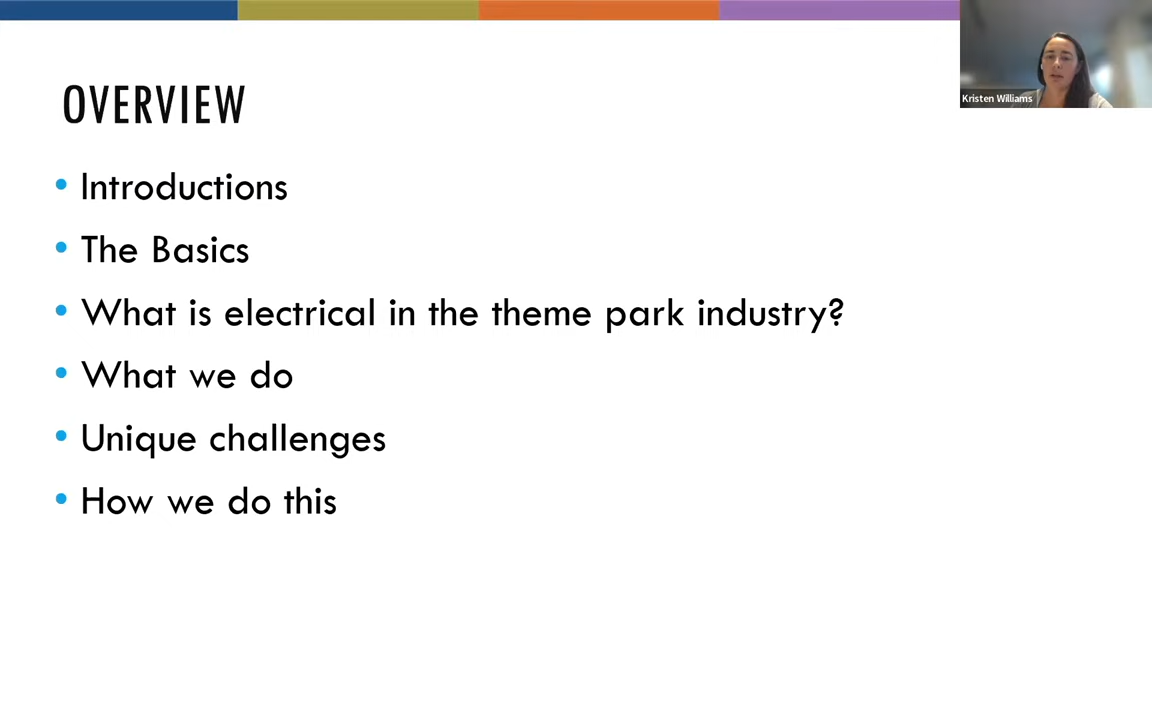 OVERVIEW
Kristen Williams
• Introductions
• The Basics
• What is electrical in the theme park industry?
• What we do
• Unique challenges
• How we do this